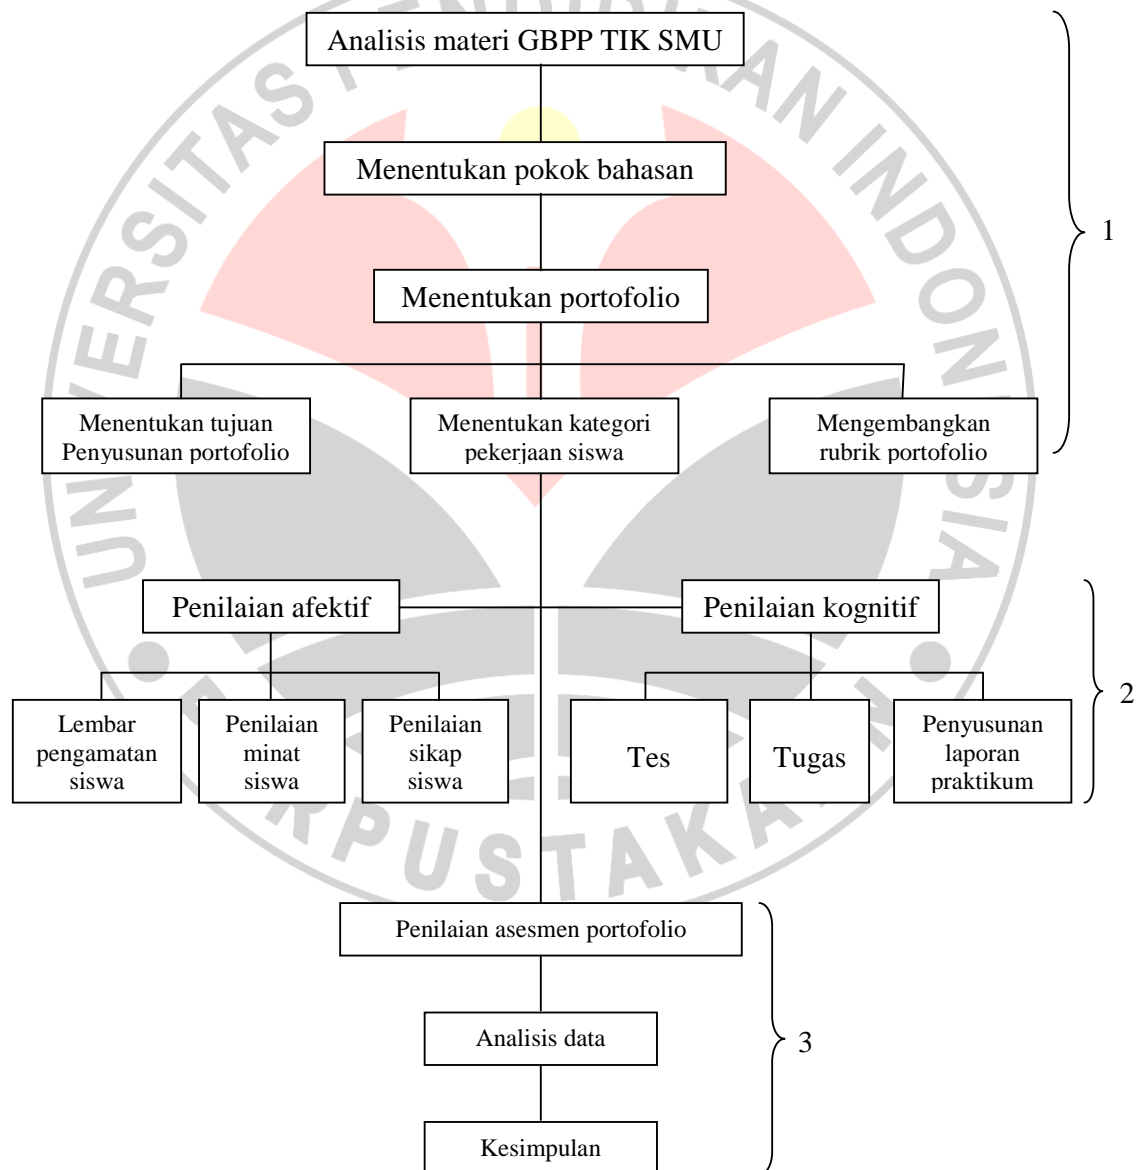 Analisis materi GBPP TIK SMU
Menentukan pokok bahasan
Menentukan portofolio
1
Menentukan tujuan
Penyusunan portofolio
Menentukan kategori
pekerjaan siswa
Mengembangkan
rubrik portofolio
Penilaian afektif
Penilaian kognitif
2
Lembar
pengamatan
siswa
Penilaian
minat
siswa
Penilaian
sikap
siswa
Tes
Tugas
Penyusunan
laporan
praktikum
Penilaian asesmen portofolio
Analisis data
3
Kesimpulan
UNIVERSITAS PENDIDIKAN INDONESIA
PERPUSTAKAAN